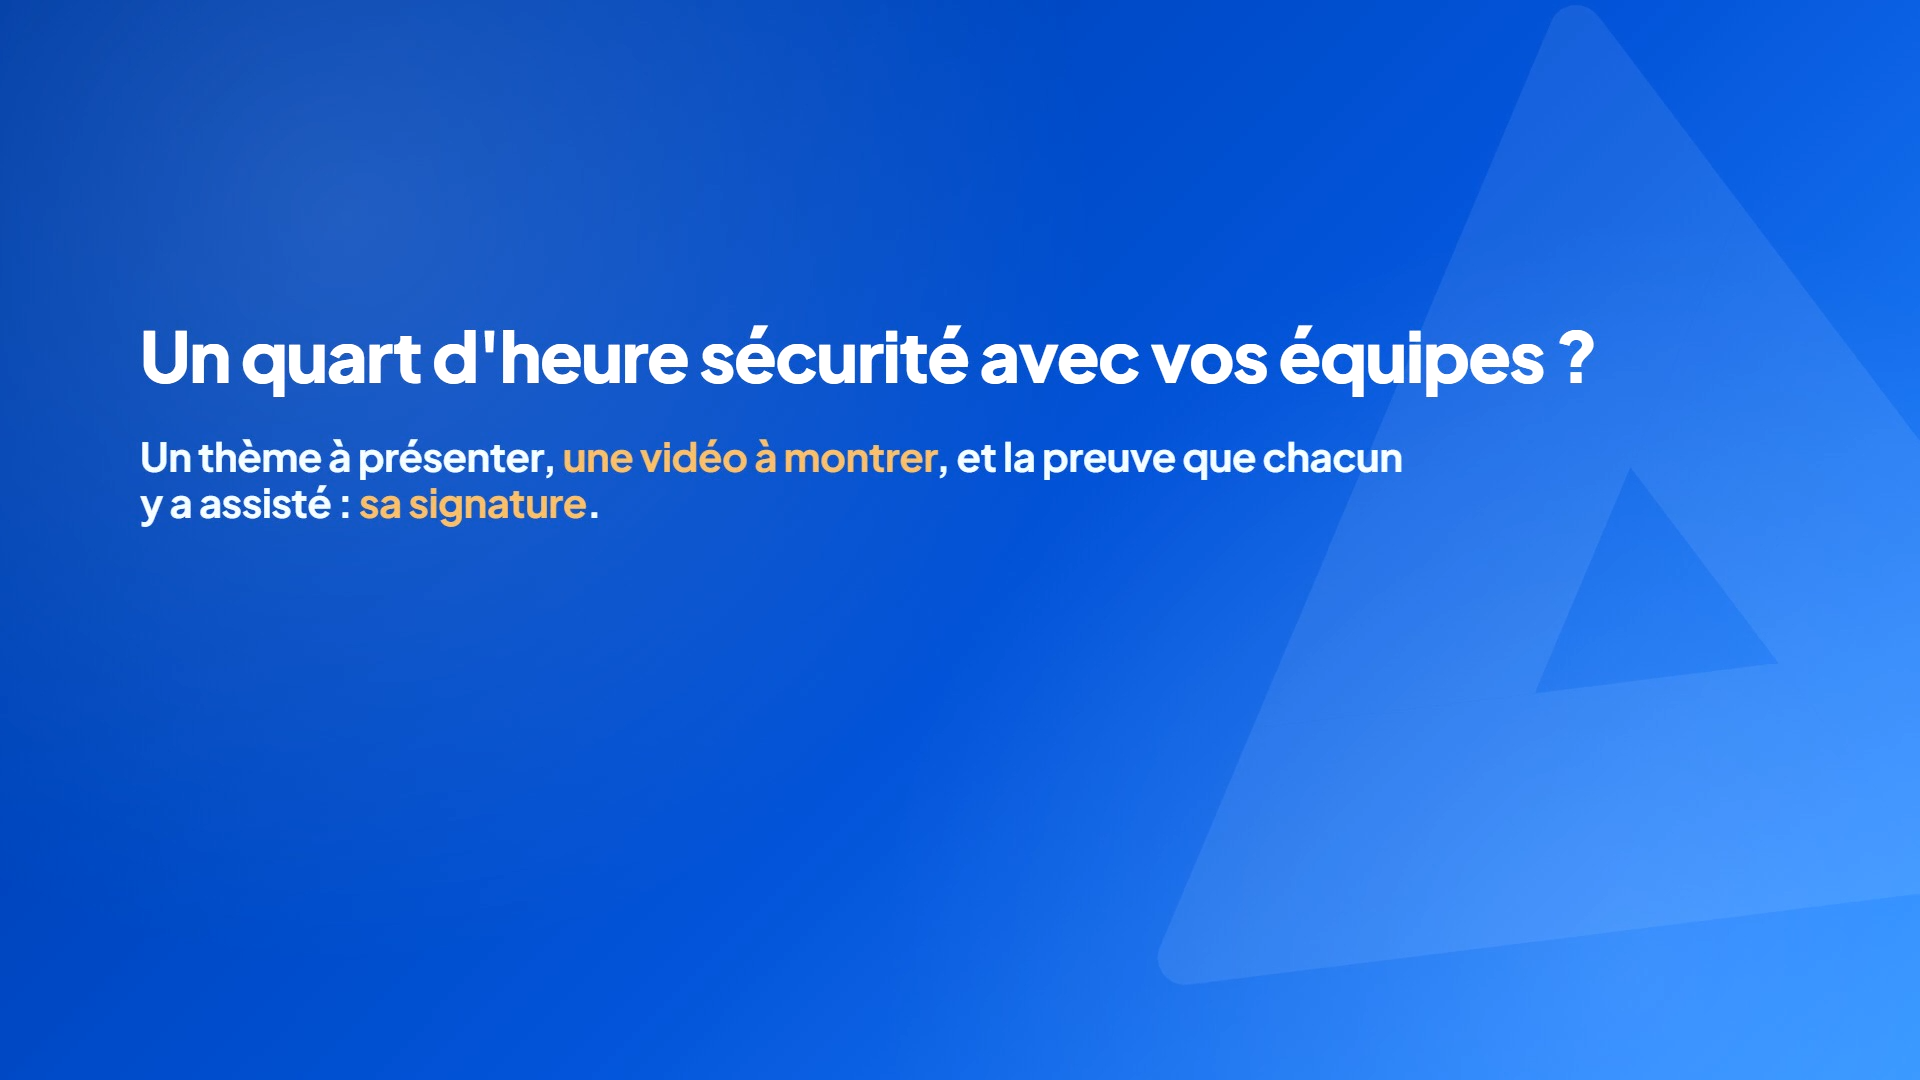 Un quart d'heure sécurité avec vos équipes ?
Un thème à présenter, une vidéo à montrer, et la preuve que chacun
y a assisté : sa signature.